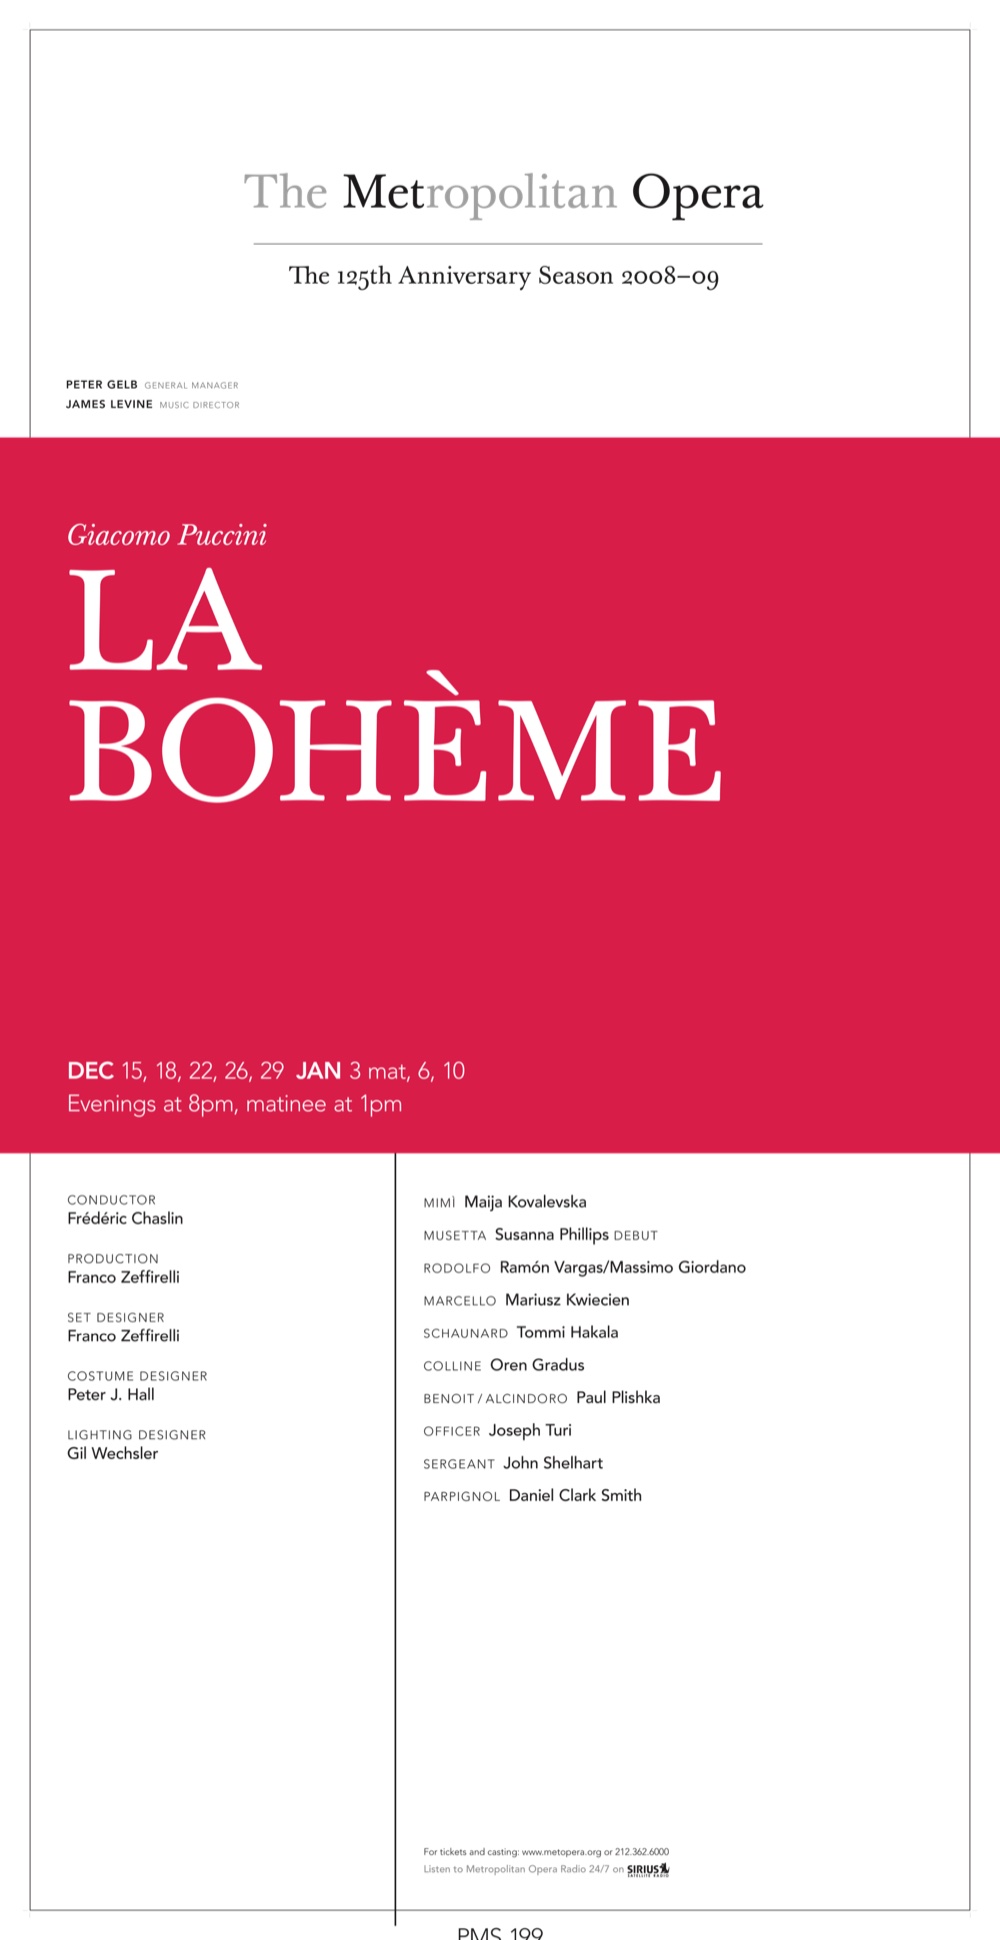 The Metropolitan Opera
The 125th Anniversary Season 2008–09
PETER GELB GENERAL MANAGER
JAMES LEVINE MUSIC DIRECTOR
Giacomo Puccini
LA
BOHÈME
DEC 15, 18, 22, 26, 29 JAN 3 mat, 6, 10
Evenings at 8pm, matinee at 1pm
CONDUCTOR
Frédéric Chaslin
PRODUCTION
Franco Zeffirelli
SET DESIGNER
Franco Zeffirelli
COSTUME DESIGNER
Peter J. Hall
LIGHTING DESIGNER
Gil Wechsler
MIMÌ Maija Kovalevska
MUSETTA Susanna Phillips DEBUT
RODOLFO Ramón Vargas/Massimo Giordano
MARCELLO Mariusz Kwiecien
SCHAUNARD Tommi Hakala
COLLINE Oren Gradus
BENOIT / ALCINDORO Paul Plishka
OFFICER Joseph Turi
SERGEANT John Shelhart
PARPIGNOL Daniel Clark Smith
For tickets and casting: www.metopera.org or 212.362.6000
Listen to Metropolitan Opera Radio 24/7 on SIRIUS
SATELLITE RADIO
PMS 199